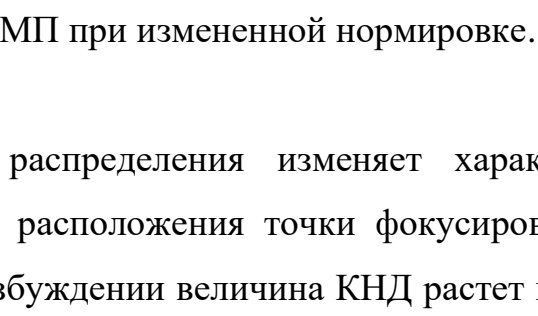 МП при измененной нормировке.
распределения изменяет харак
расположения точки фокусиров
збуждении величина КНД растет